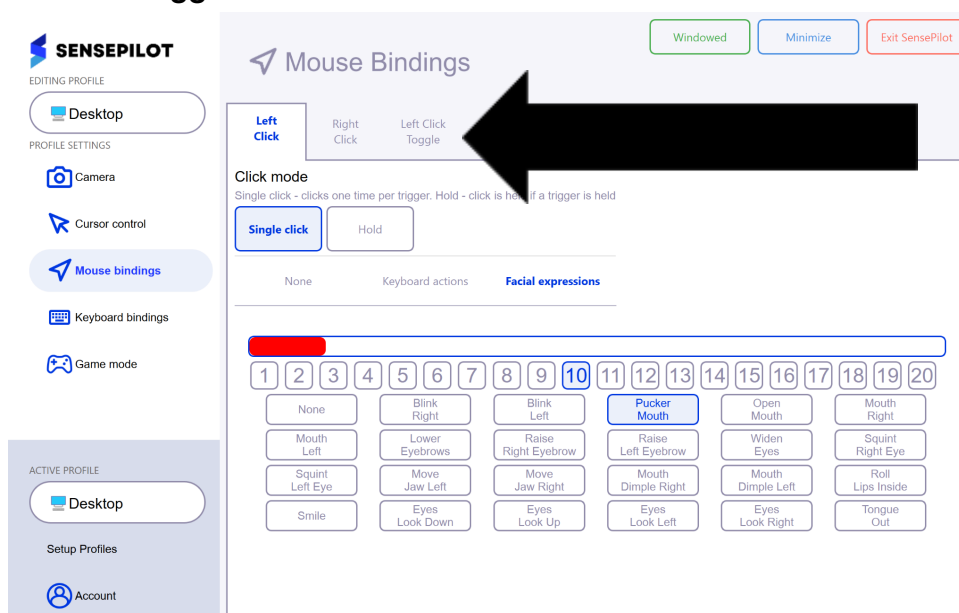 gg
SENSEPILOT
EDITING PROFILE
Desktop
PROFILE SETTINGS
Camera
Cursor control
Mouse bindings
Keyboard bindings
Game mode
ACTIVE PROFILE
Desktop
Setup Profiles
Account
Windowed
Minimize
Exit SensePilot
Mouse Bindings
Left
Click
Right
Click
Left Click
Toggle
Click mode
Single click - clicks one time per trigger. Hold - click is held if a trigger is held
Single click
Hold
None
Keyboard actions
Facial expressions
1 2 3 4 5 6 7 8 9 10 11 12 13 14 15 16 17 18 19 20
None
Blink
Right
Blink
Left
Pucker
Mouth
Open
Mouth
Mouth
Right
Mouth
Left
Lower
Eyebrows
Raise
Right Eyebrow
Raise
Left Eyebrow
Widen
Eyes
Squint
Right Eye
Squint
Left Eye
Move
Jaw Left
Move
Jaw Right
Mouth
Dimple Right
Mouth
Dimple Left
Roll
Lips Inside
Smile
Eyes
Look Down
Eyes
Look Up
Eyes
Look Left
Eyes
Look Right
Tongue
Out